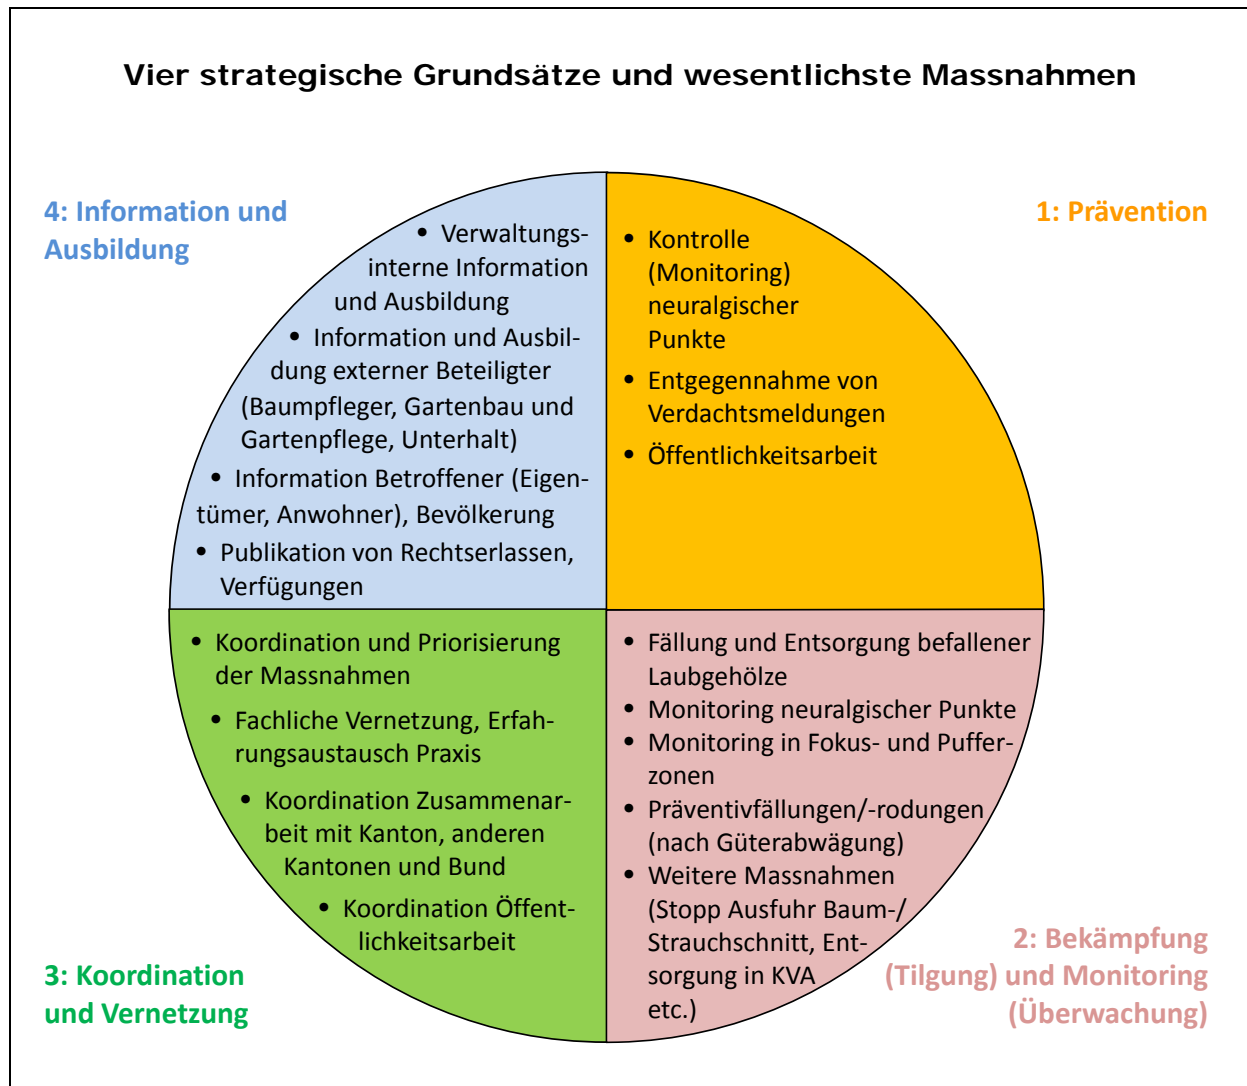 Vier strategische Grundsätze und wesentlichste Massnahmen
4: Information und
Ausbildung
• Verwaltungs-
interne Information
und Ausbildung
• Information und Ausbil-
dung externer Beteiligter
(Baumpfleger, Gartenbau und
Gartenpflege, Unterhalt)
• Information Betroffener (Eigen-
tümer, Anwohner), Bevölkerung
• Publikation von Rechtserlassen,
Verfügungen
1: Prävention
• Kontrolle
(Monitoring)
neuralgischer
Punkte
• Entgegennahme von
Verdachtsmeldungen
• Öffentlichkeitsarbeit
• Koordination und Priorisierung
der Massnahmen
• Fachliche Vernetzung, Erfah-
rungsaustausch Praxis
• Koordination Zusammenar-
beit mit Kanton, anderen
Kantonen und Bund
• Koordination Öffent-
lichkeitsarbeit
3: Koordination
und Vernetzung
• Fällung und Entsorgung befallener
Laubgehölze
• Monitoring neuralgischer Punkte
• Monitoring in Fokus- und Puffer-
zonen
• Präventivfällungen/-rodungen
(nach Güterabwägung)
• Weitere Massnahmen
(Stopp Ausfuhr Baum-/
Strauchschnitt, Ent-
sorgung in KVA
etc.)
2: Bekämpfung
(Tilgung) und Monitoring
(Überwachung)